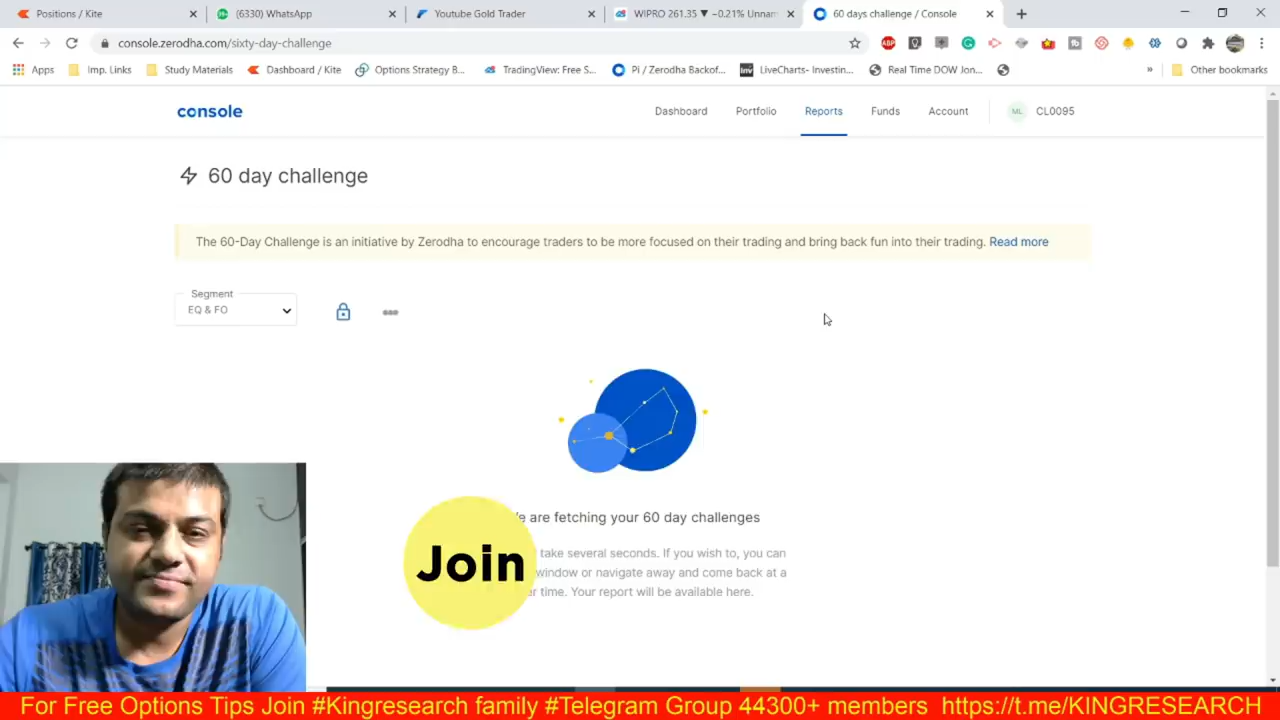 Positions / Kite
(6330) WhatsApp
Youtube Gold Trader
WIPRO 261.35 ▼ −0.21% Unnam
60 days challenge / Console
console.zerodha.com/sixty-day-challenge
Apps
Imp. Links
Study Materials
Dashboard / Kite
Options Strategy B...
TradingView: Free S...
Pi / Zerodha Backof...
LiveCharts- Investin...
Real Time DOW Jon...
»
Other bookmarks
console
Dashboard
Portfolio
Reports
Funds
Account
ML
CL0095
60 day challenge
The 60-Day Challenge is an initiative by Zerodha to encourage traders to be more focused on their trading and bring back fun into their trading. Read more
Segment
EQ & FO
are fetching your 60 day challenges
take several seconds. If you wish to, you can
window or navigate away and come back at a
time. Your report will be available here.
Join
For Free Options Tips Join #Kingresearch family #Telegram Group 44300+ members https://t.me/KINGRESEARCH